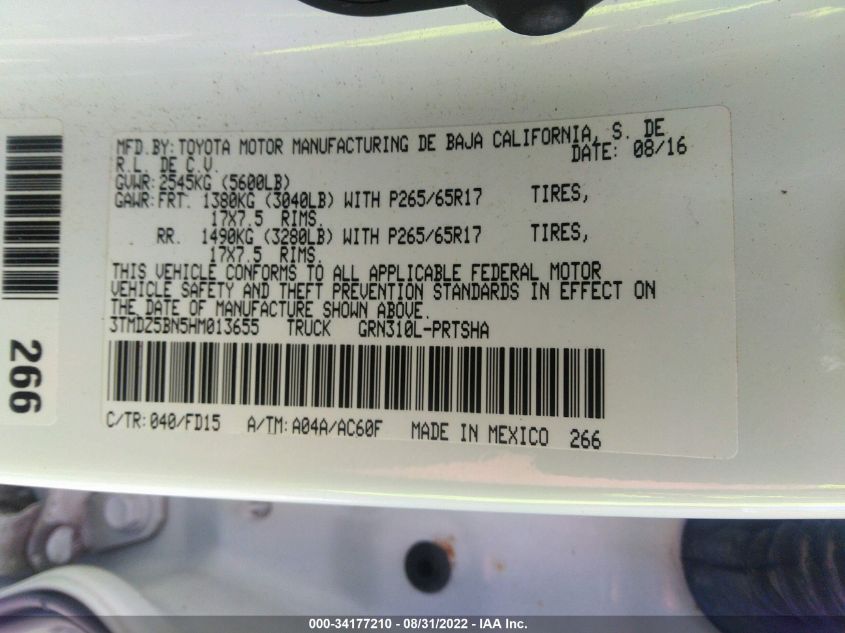 MFD.BY:TOYOTA MOTOR MANUFACTURING DE BAJA CALIFORNIA, S. DE
R.L. DE C.V. DATE: 08/16
GVWR:2545KG (5600LB)
GAWR:FRT. 1380KG (3040LB) WITH P265/65R17 TIRES,
17X7.5 RIMS.
RR. 1490KG (3280LB) WITH P265/65R17 TIRES,
17X7.5 RIMS.
THIS VEHICLE CONFORMS TO ALL APPLICABLE FEDERAL MOTOR
VEHICLE SAFETY AND THEFT PREVENTION STANDARDS IN EFFECT ON
THE DATE OF MANUFACTURE SHOWN ABOVE.
3TMDZ5BN5HM013655 TRUCK GRN310L-PRTSHA
C/TR:040/FD15 A/TM:A04A/AC60F MADE IN MEXICO 266
266
000-34177210 - 08/31/2022 - IAA Inc.